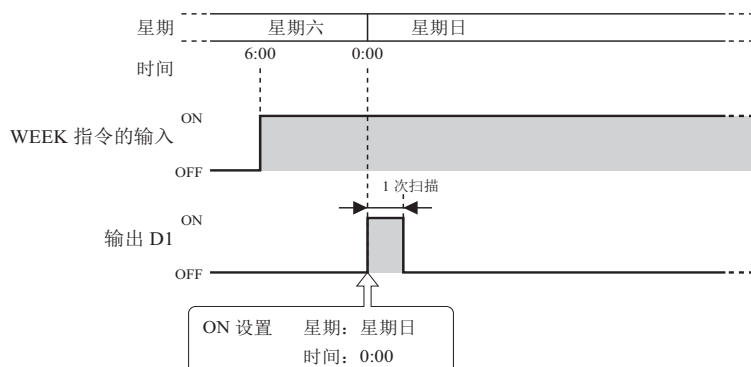 星期 星期六 星期日
时间 6:00 0:00
ON
WEEK 指令的输入
OFF
1 次扫描
ON
输出 D1
OFF
ON 设置 星期：星期日
时间：0:00